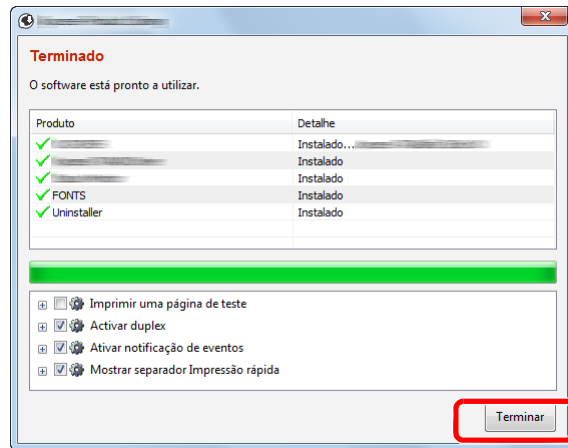 Terminado
O software está pronto a utilizar.
Produto Detalhe
Instalado...
Instalado
Instalado
FONTS Instalado
Uninstaller Instalado
Imprimir uma página de teste
Activar duplex
Ativar notificação de eventos
Mostrar separador Impressão rápida
Terminar